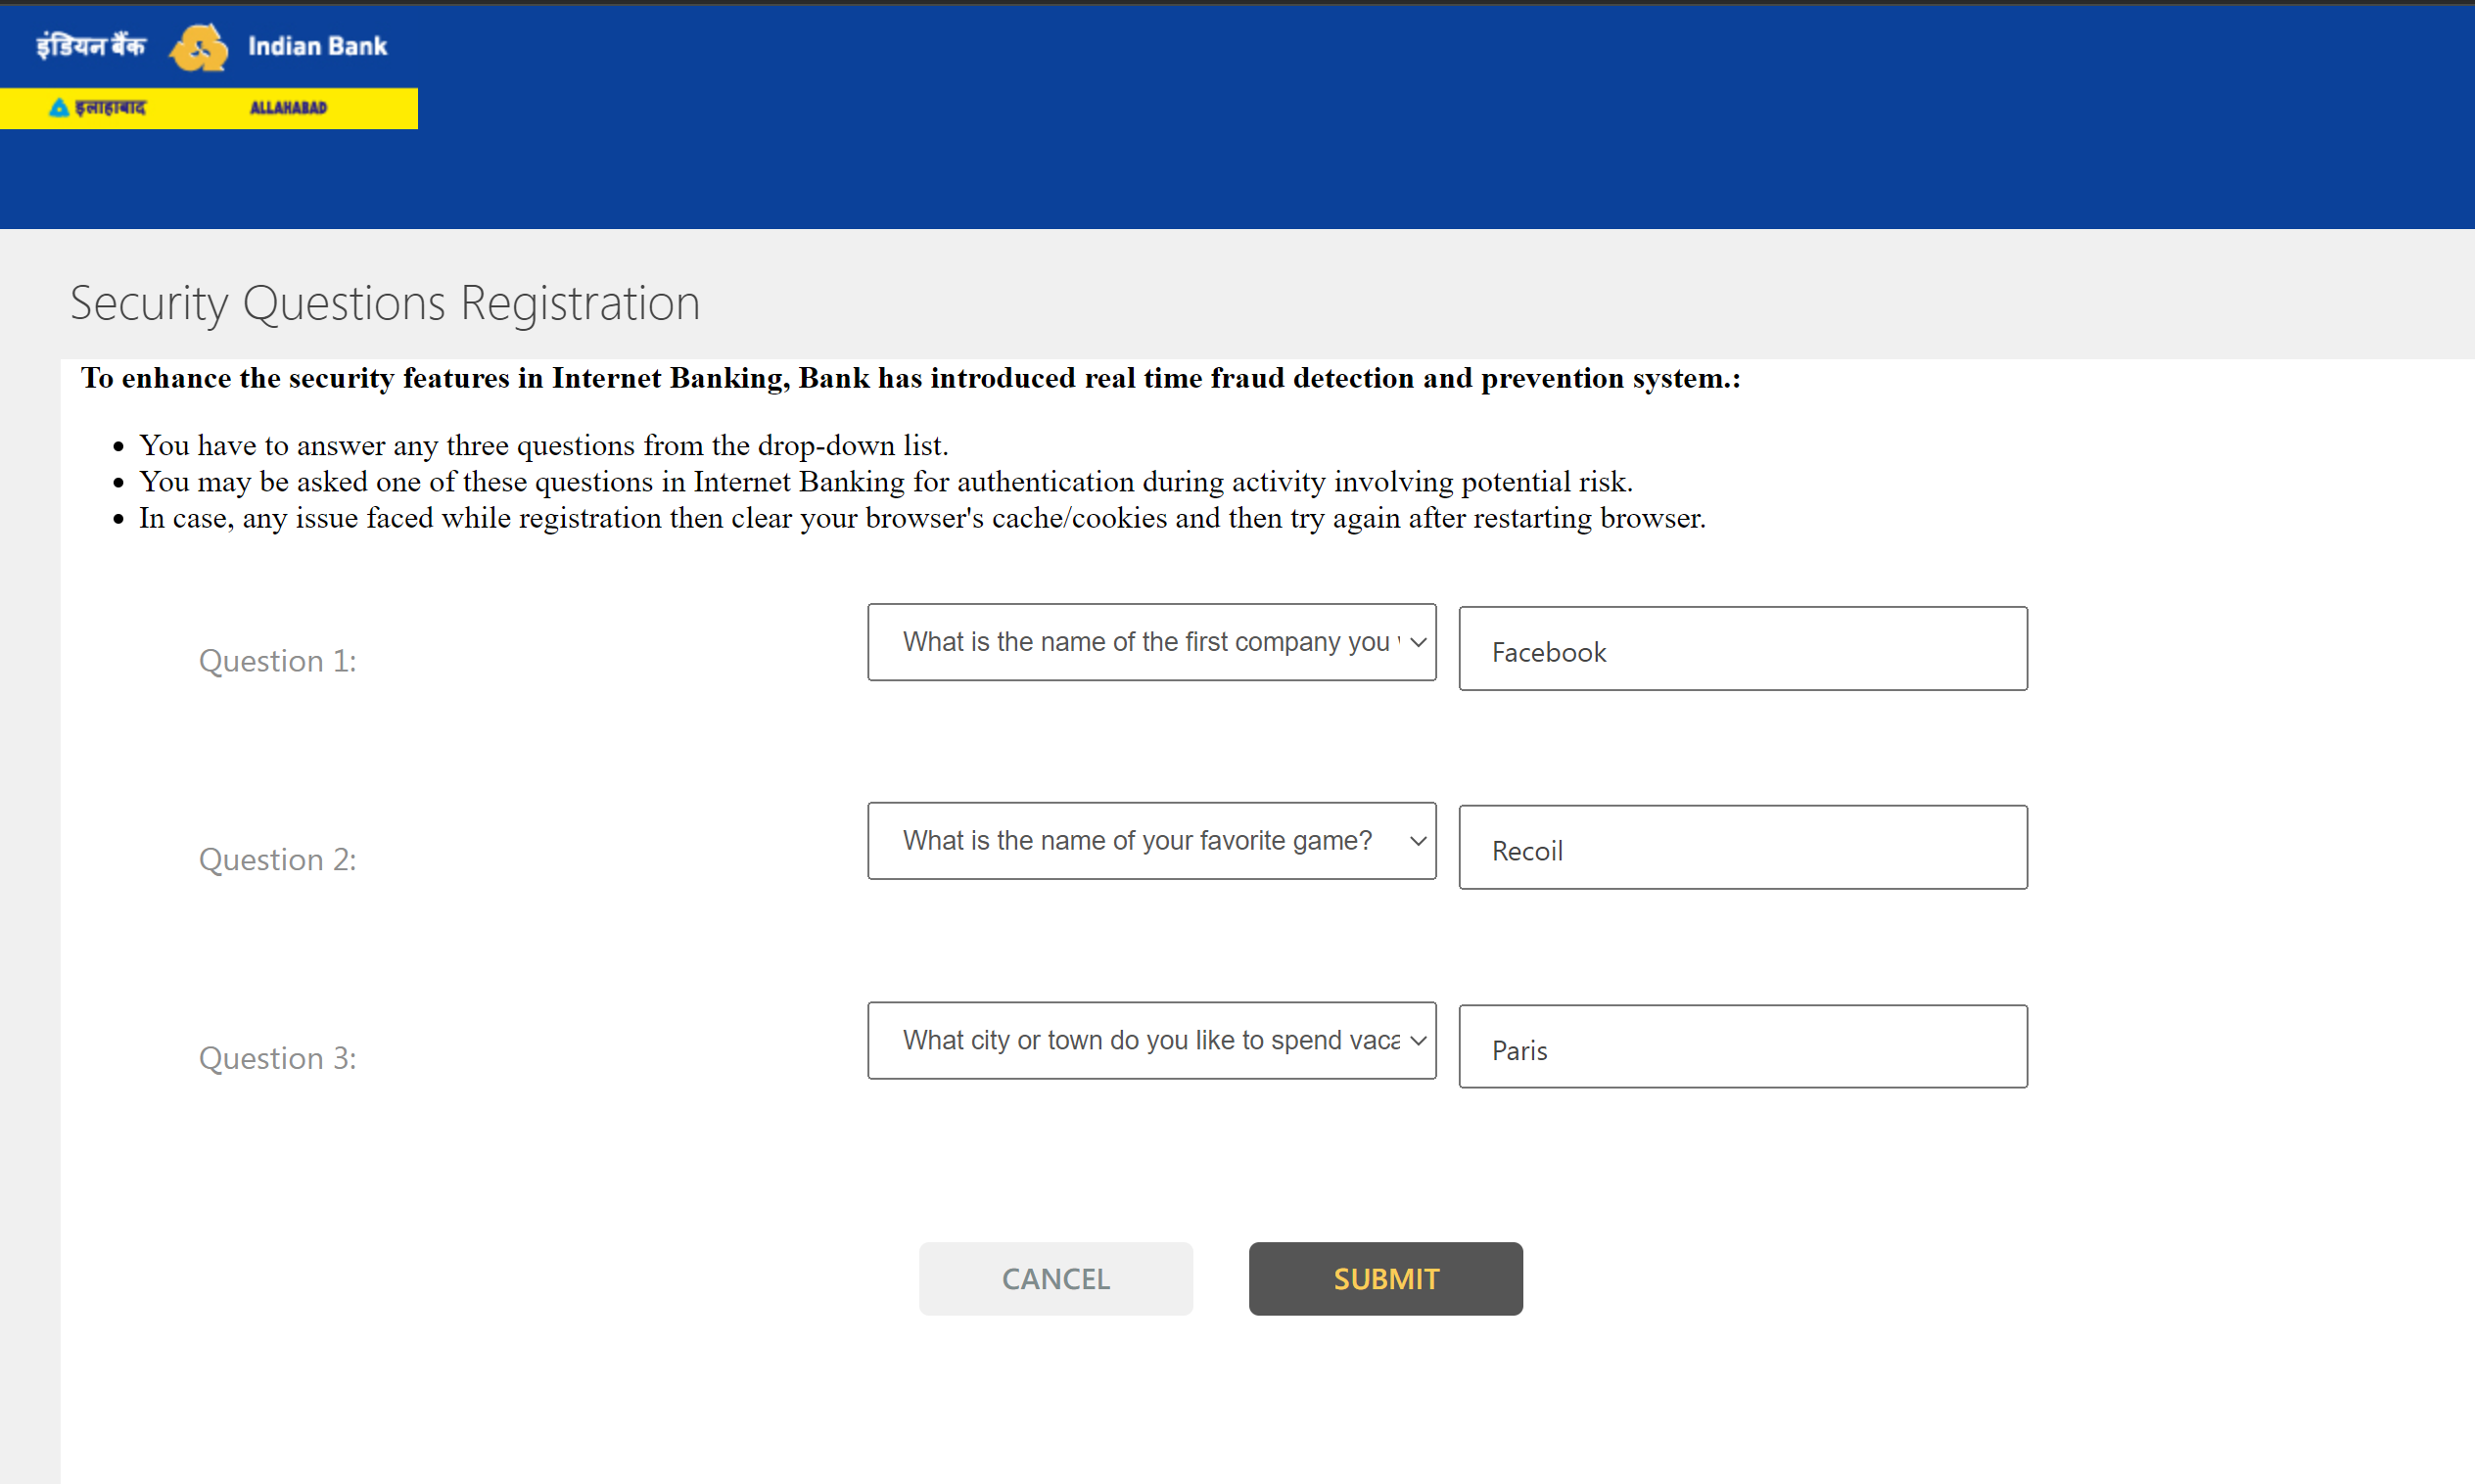 इंडियन बैंक Indian Bank
इलाहाबाद ALLAHABAD
Security Questions Registration
To enhance the security features in Internet Banking, Bank has introduced real time fraud detection and prevention system.:
You have to answer any three questions from the drop-down list.
You may be asked one of these questions in Internet Banking for authentication during activity involving potential risk.
In case, any issue faced while registration then clear your browser's cache/cookies and then try again after restarting browser.
Question 1: What is the name of the first company you Facebook
Question 2: What is the name of your favorite game? Recoil
Question 3: What city or town do you like to spend vaca Paris
CANCEL SUBMIT